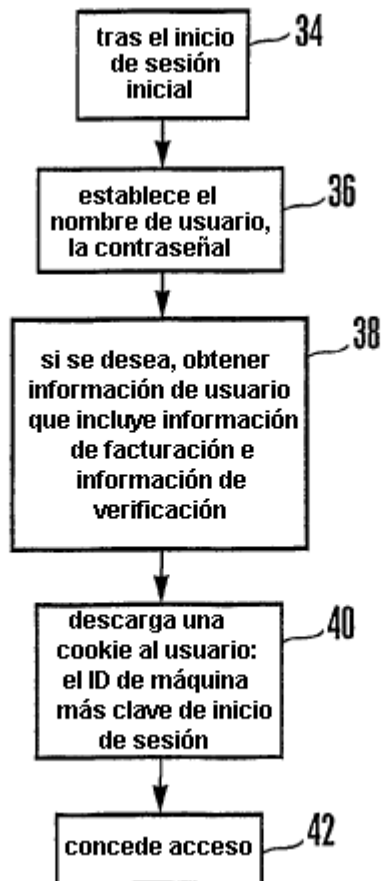 tras el inicio
de sesión
inicial
34
establece el
nombre de usuario,
la contraseñal
36
si se desea, obtener
información de usuario
que incluye información
de facturación e
información de
verificación
38
descarga una
cookie al usuario:
el ID de máquina
más clave de inicio
de sesión
40
concede acceso
42